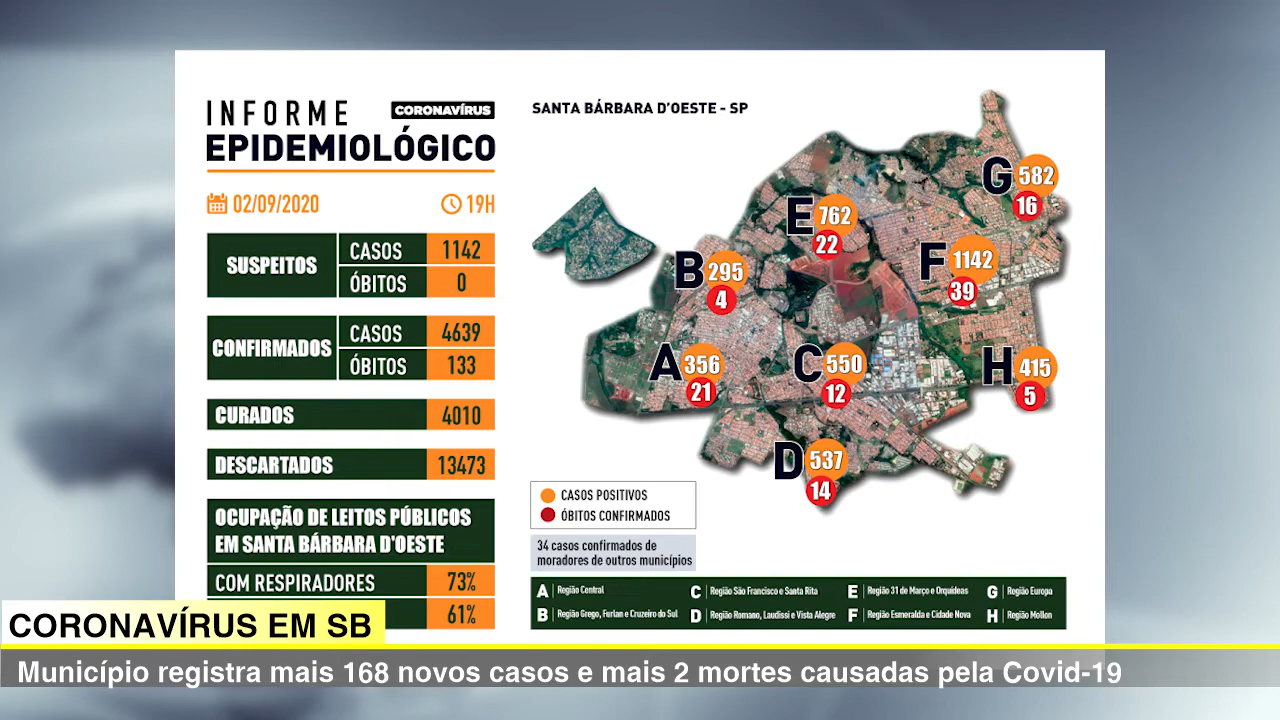 INFORME
CORONAVÍRUS
EPIDEMIOLÓGICO
02/09/2020 19H
SUSPEITOS
CASOS 1142
ÓBITOS 0
CONFIRMADOS
CASOS 4639
ÓBITOS 133
CURADOS 4010
DESCARTADOS 13473
OCUPAÇÃO DE LEITOS PÚBLICOS
EM SANTA BÁRBARA D'OESTE
COM RESPIRADORES 73%
61%
SANTA BÁRBARA D'OESTE - SP
G 582
16
E 762
22
F 1142
39
B 295
4
A 356
21
C 550
12
H 415
5
D 537
14
CASOS POSITIVOS
ÓBITOS CONFIRMADOS
34 casos confirmados de
moradores de outros municípios
A Região Central
B Região Grego, Furlan e Cruzeiro do Sul
C Região São Francisco e Santa Rita
D Região Romano, Laudissi e Vista Alegre
E Região 31 de Março e Orquídeas
F Região Esmeralda e Cidade Nova
G Região Europa
H Região Mollon
CORONAVÍRUS EM SB
Município registra mais 168 novos casos e mais 2 mortes causadas pela Covid-19